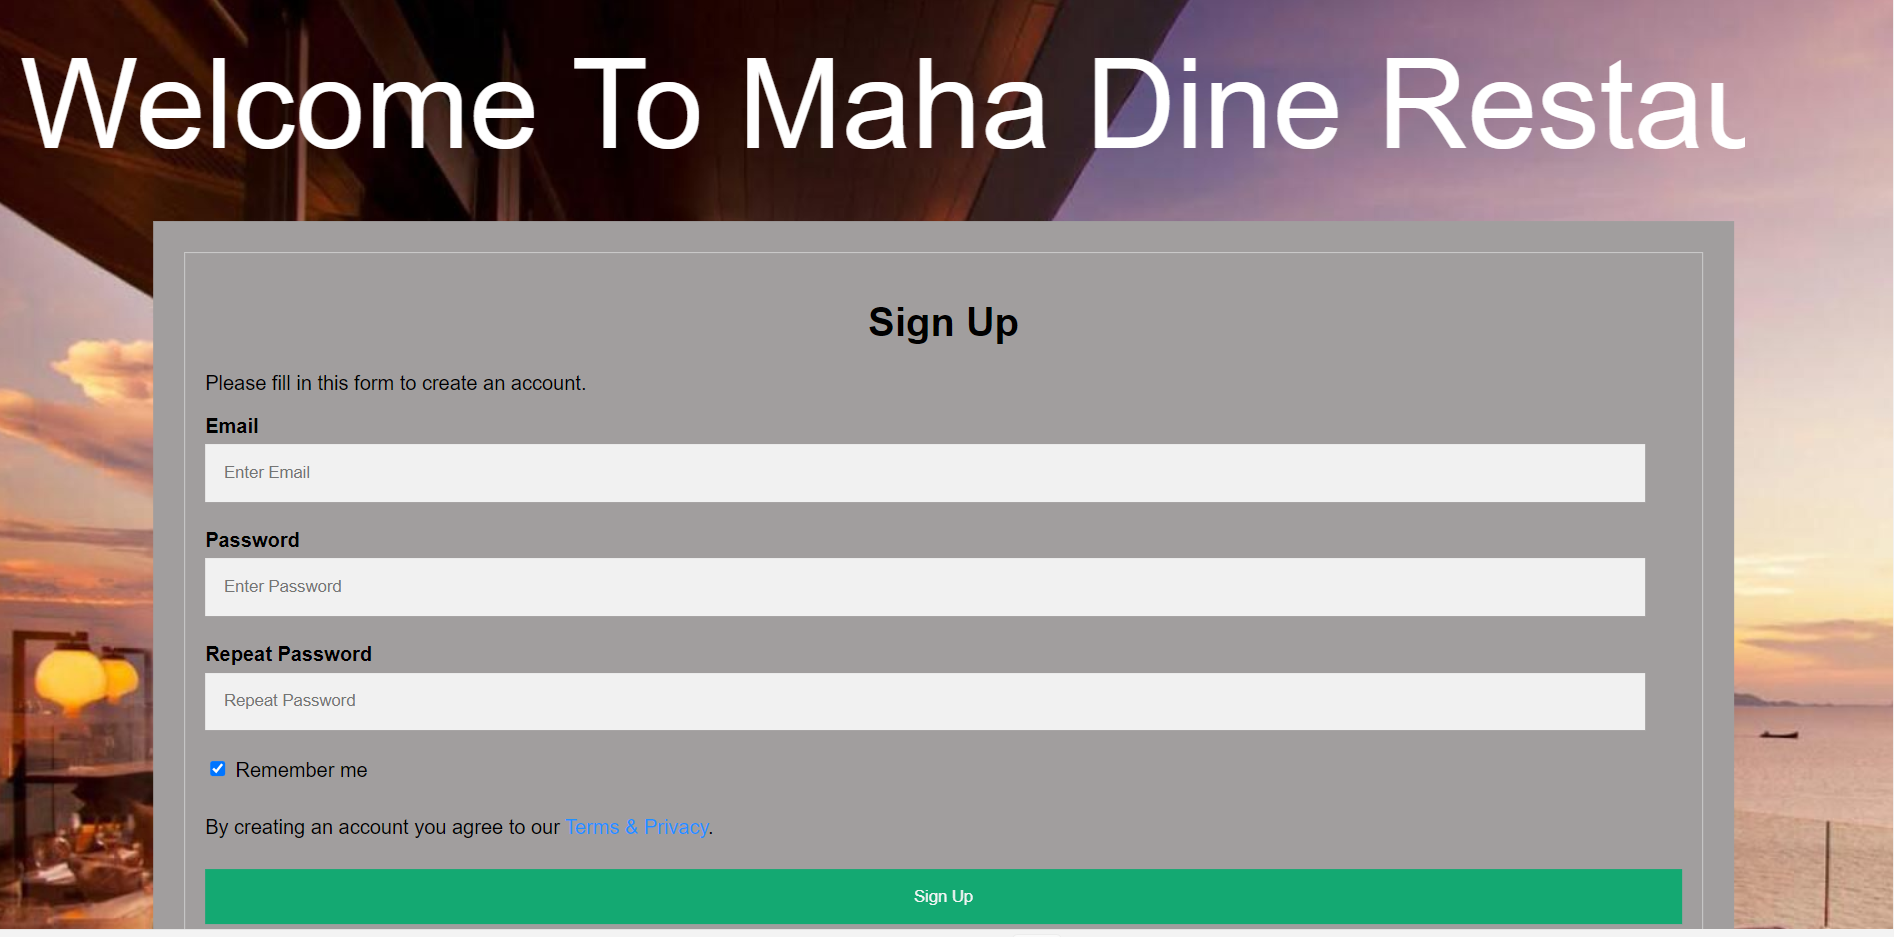 Welcome To Maha Dine Restau
Sign Up
Please fill in this form to create an account.
Email
Enter Email
Password
Enter Password
Repeat Password
Repeat Password
Remember me
By creating an account you agree to our Terms & Privacy.
Sign Up